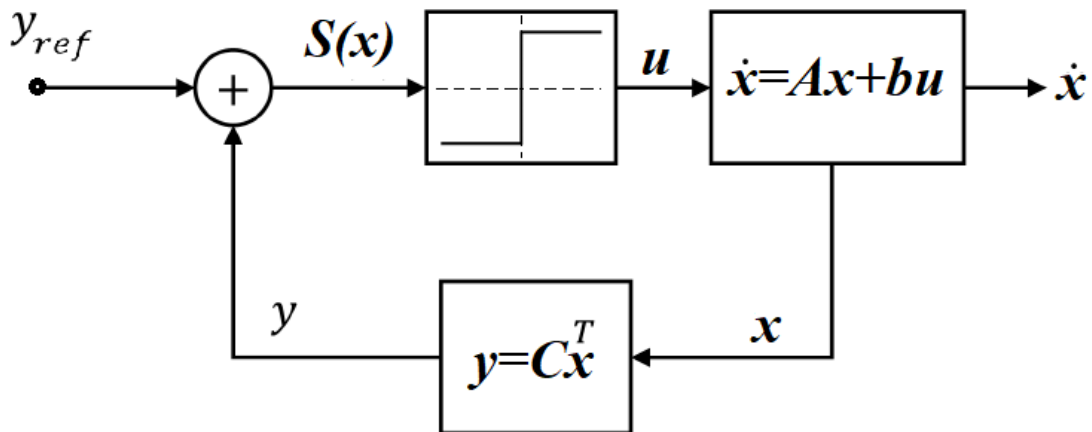 y_ref
S(x)
u
ẋ=Ax+bu
ẋ
+
y
y=Cx^T
x